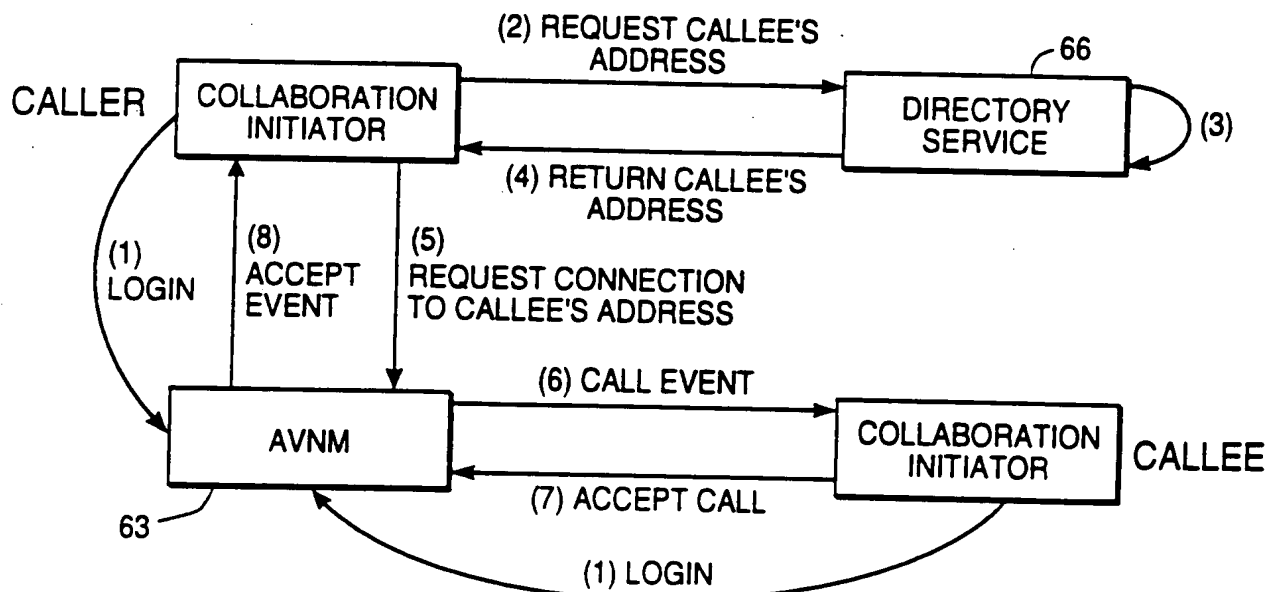 (2) REQUEST CALLEE'S
ADDRESS
66
CALLER
COLLABORATION
INITIATOR
DIRECTORY
SERVICE
(3)
(4) RETURN CALLEE'S
ADDRESS
(1)
LOGIN
(8)
ACCEPT
EVENT
(5)
REQUEST CONNECTION
TO CALLEE'S ADDRESS
(6) CALL EVENT
AVNM
COLLABORATION
INITIATOR
CALLEE
(7) ACCEPT CALL
63
(1) LOGIN